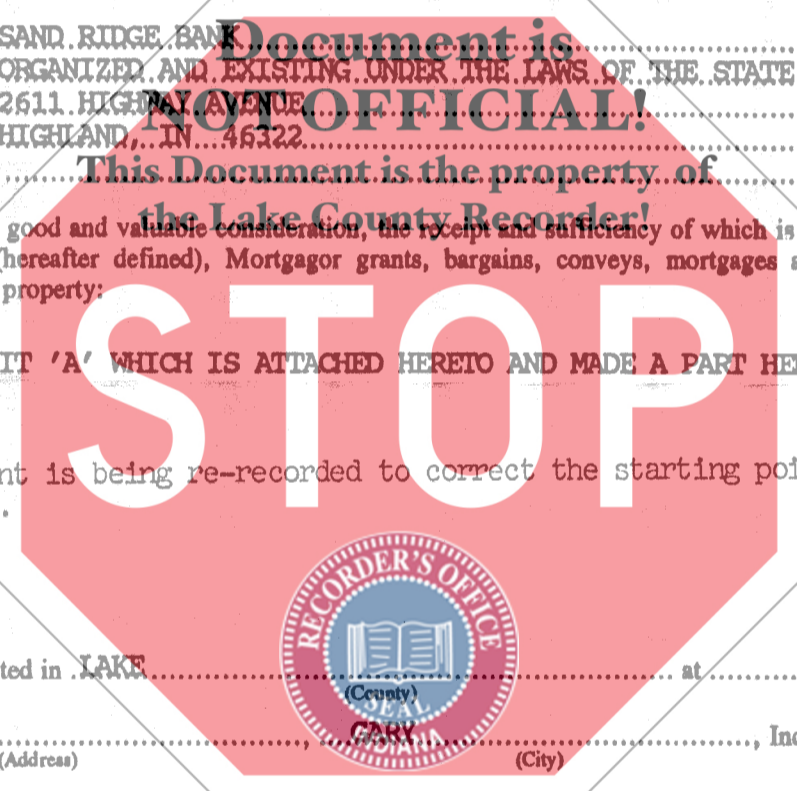 SAND RIDGE BANK
Document is
ORGANIZED AND EXISTING UNDER THE LAWS OF THE STATE
2611 HIGHWAY AVENUE
NOT OFFICIAL!
HIGHLAND, IN 46322
This Document is the property of
the Lake County Recorder!
good and valuable consideration, the receipt and sufficiency of which is
(hereafter defined), Mortgagor grants, bargains, conveys, mortgages
property:
STOP
IT 'A' WHICH IS ATTACHED HERETO AND MADE A PART HE
nt is being re-recorded to correct the starting poi
.
RECORDER'S OFFICE
SEAL
INDIANA
ted in LAKE at
(County)
GARY , Ind
(Address) (City)